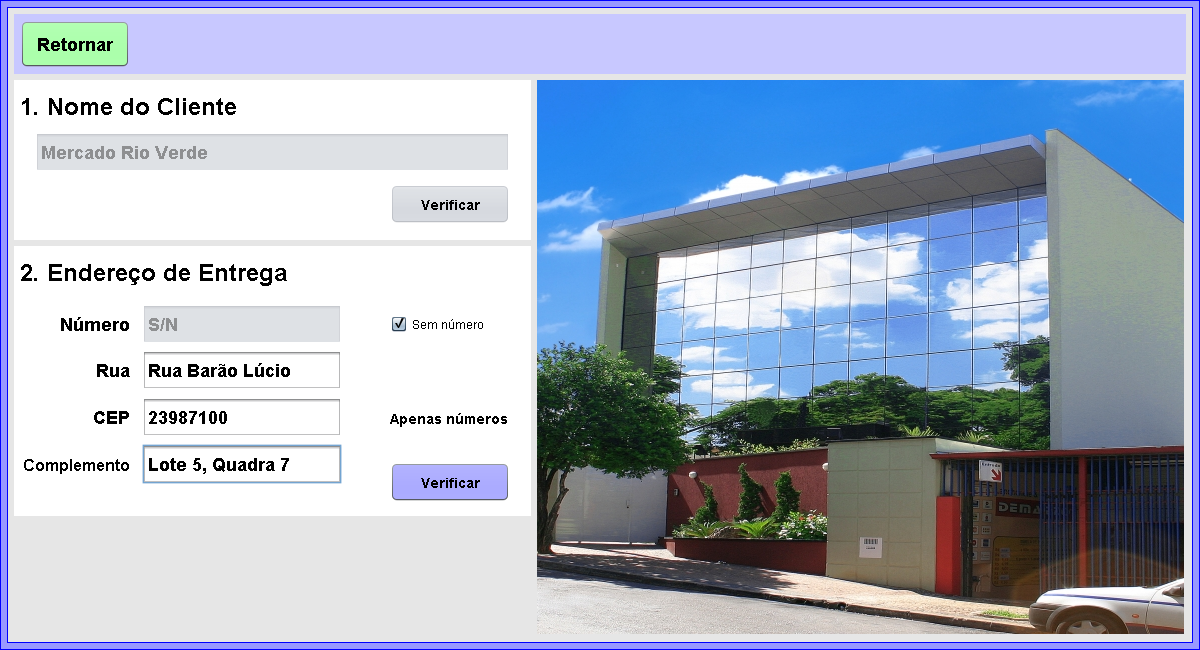 Retornar
1. Nome do Cliente
Mercado Rio Verde
Verificar
2. Endereço de Entrega
Número S/N Sem número
Rua Rua Barão Lúcio
CEP 23987100 Apenas números
Complemento Lote 5, Quadra 7
Verificar
Entrada